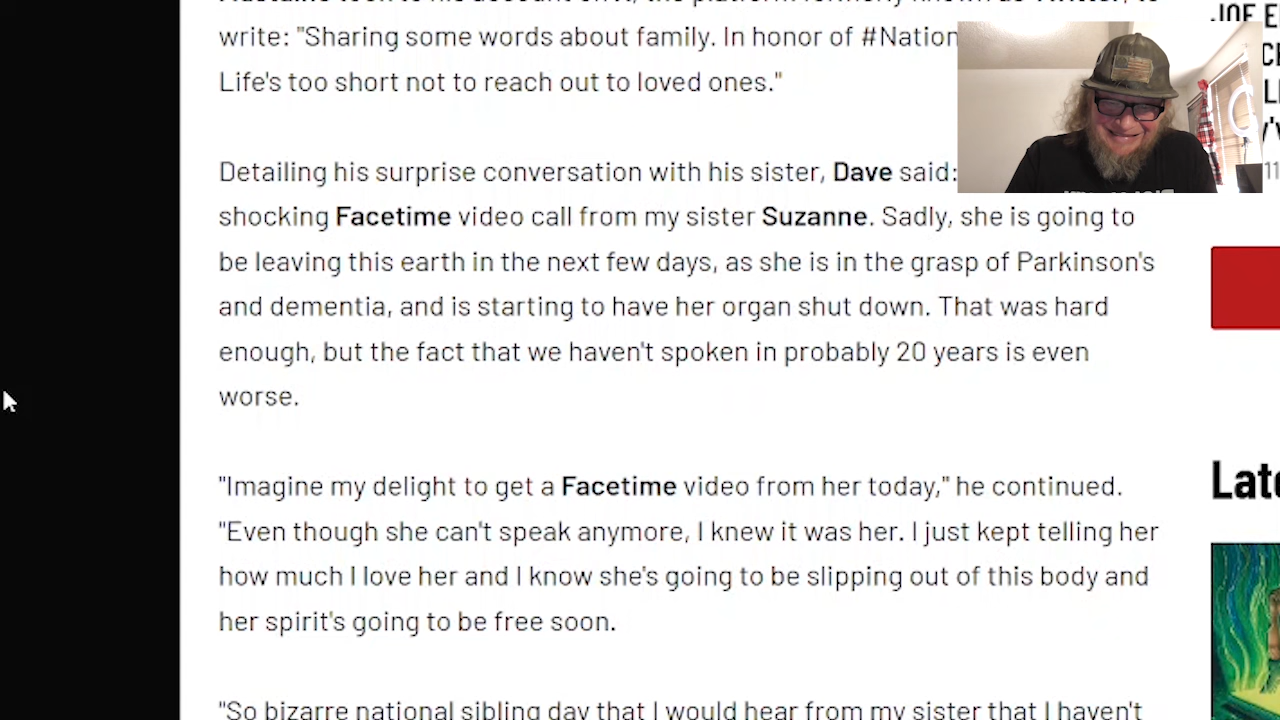 write: "Sharing some words about family. In honor of #Nation
Life's too short not to reach out to loved ones."
Detailing his surprise conversation with his sister, Dave said:
shocking Facetime video call from my sister Suzanne. Sadly, she is going to
be leaving this earth in the next few days, as she is in the grasp of Parkinson's
and dementia, and is starting to have her organ shut down. That was hard
enough, but the fact that we haven't spoken in probably 20 years is even
worse.
"Imagine my delight to get a Facetime video from her today," he continued.
"Even though she can't speak anymore, I knew it was her. I just kept telling her
how much I love her and I know she's going to be slipping out of this body and
her spirit's going to be free soon.
"So bizarre national sibling day that I would hear from my sister that I haven't
JOE E
11
Late